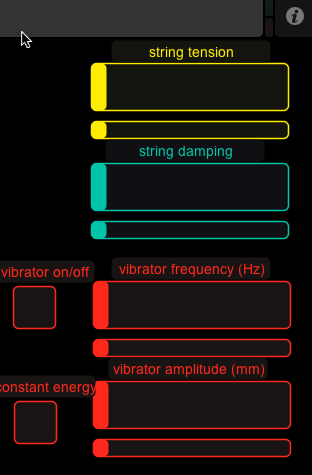 string tension
string damping
vibrator on/off
vibrator frequency (Hz)
vibrator amplitude (mm)
constant energy